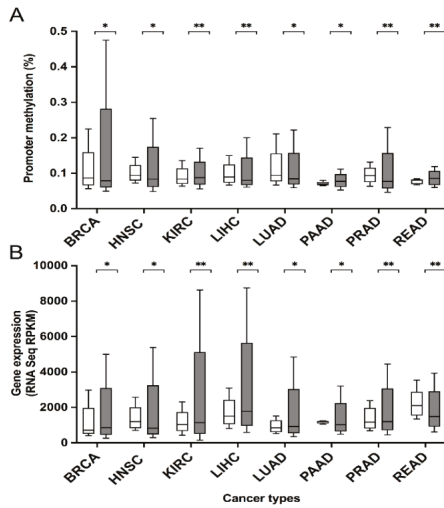 A
* * ** ** * * ** **
0.5
0.4
0.3
0.2
0.1
0.0
Promoter methylation (%)
BRCA HNSC KIRC LIHC LUAD PAAD PRAD READ
B
* * ** ** * * ** **
10000
8000
6000
4000
2000
0
Gene expression
(RNA Seq RPKM)
BRCA HNSC KIRC LIHC LUAD PAAD PRAD READ
Cancer types